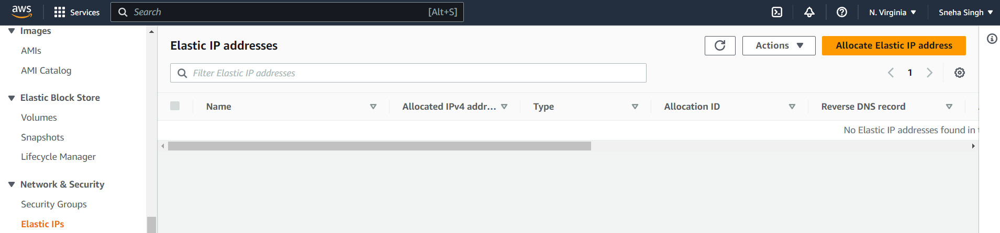 aws
Services
Search
[Alt+S]
N. Virginia
Sneha Singh
Images
AMIs
AMI Catalog
Elastic Block Store
Volumes
Snapshots
Lifecycle Manager
Network & Security
Security Groups
Elastic IPs
Elastic IP addresses
Actions
Allocate Elastic IP address
Filter Elastic IP addresses
1
Name
Allocated IPv4 addr...
Type
Allocation ID
Reverse DNS record
No Elastic IP addresses found in